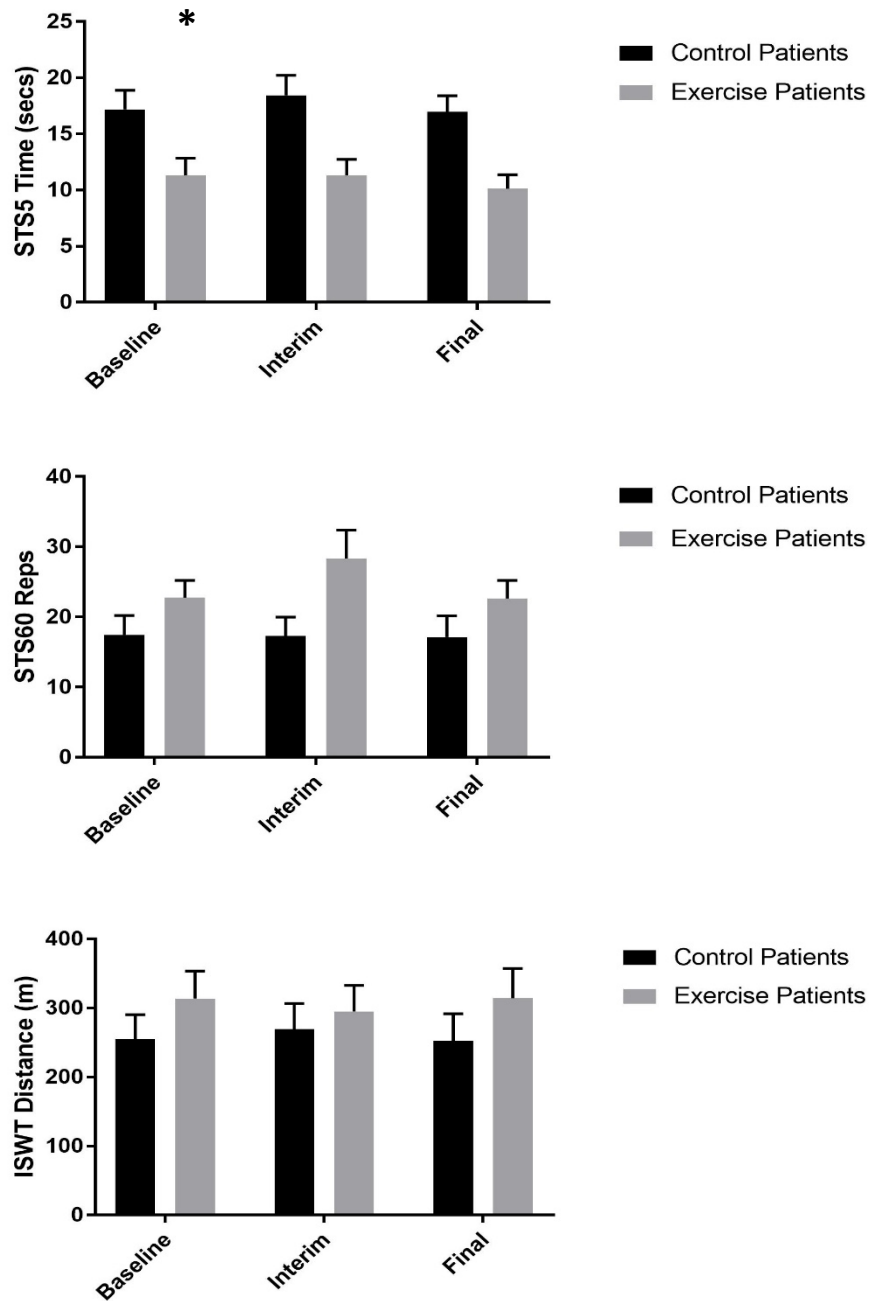 *
25
20
15
10
5
0
STS5 Time (secs)
Baseline
Interim
Final
Control Patients
Exercise Patients
40
30
20
10
0
STS60 Reps
Baseline
Interim
Final
Control Patients
Exercise Patients
400
300
200
100
0
ISWT Distance (m)
Baseline
Interim
Final
Control Patients
Exercise Patients